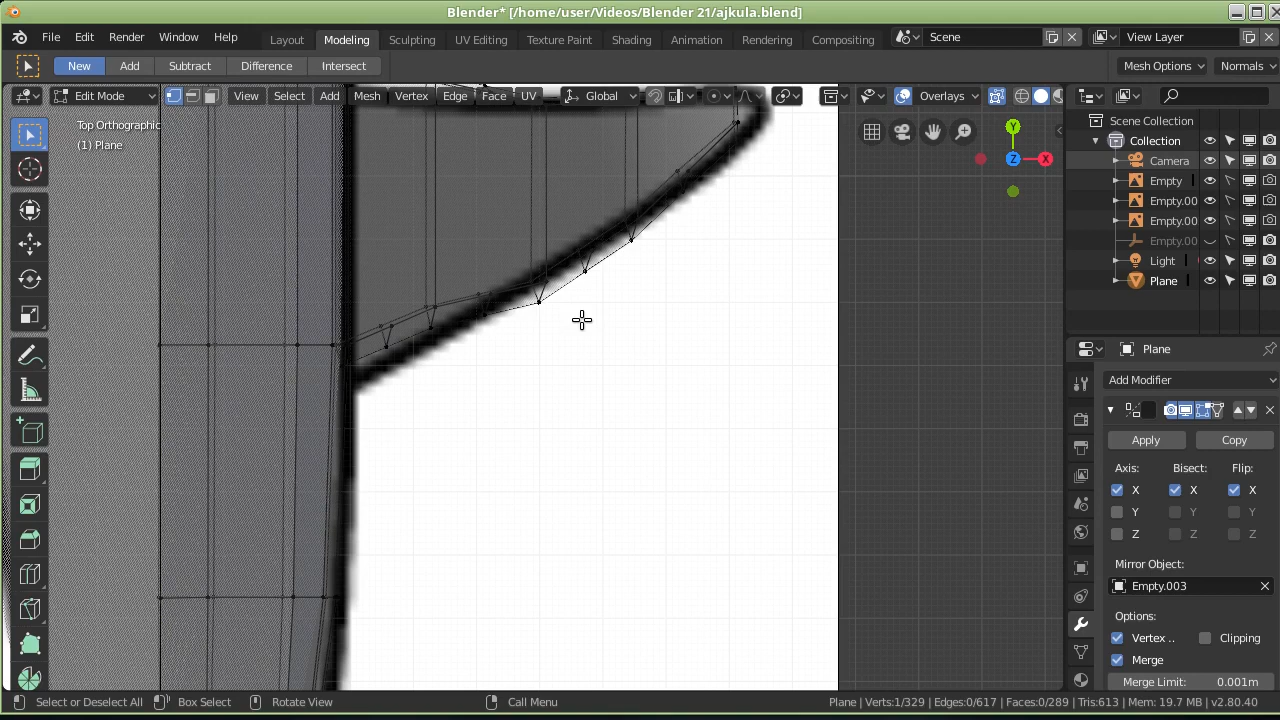 Blender* [/home/user/Videos/Blender 21/ajkula.blend]
File Edit Render Window Help Layout Modeling Sculpting UV Editing Texture Paint Shading Animation Rendering Compositing Scene View Layer
New Add Subtract Difference Intersect Mesh Options Normals
Edit Mode View Select Add Mesh Vertex Edge Face UV Global Overlays
Top Orthographic
(1) Plane
Y
Z
X
Scene Collection
Collection
Camera
Empty
Empty.00
Empty.00
Empty.00
Light
Plane
Plane
Add Modifier
Apply Copy
Axis: Bisect: Flip:
X X X
Y Y Y
Z Z Z
Mirror Object:
Empty.003
Options:
Vertex .. Clipping
Merge
Merge Limit: 0.001m
Select or Deselect All Box Select Rotate View Call Menu Plane | Verts:1/329 | Edges:0/617 | Faces:0/289 | Tris:613 | Mem: 19.7 MB | v2.80.40